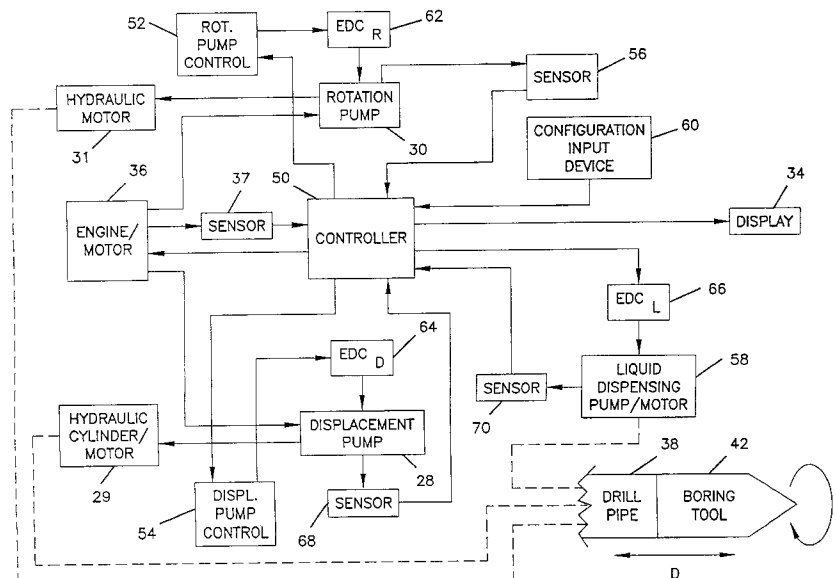 52
ROT.
PUMP
CONTROL
EDC R
62
HYDRAULIC
MOTOR
31
ROTATION
PUMP
30
SENSOR
56
CONFIGURATION
INPUT
DEVICE
60
36
ENGINE/
MOTOR
37
SENSOR
50
CONTROLLER
34
DISPLAY
EDC L
66
64
EDC D
LIQUID
DISPENSING
PUMP/MOTOR
58
SENSOR
70
HYDRAULIC
CYLINDER/
MOTOR
29
DISPLACEMENT
PUMP
28
54
DISPL.
PUMP
CONTROL
SENSOR
68
38
42
DRILL
PIPE
BORING
TOOL
D